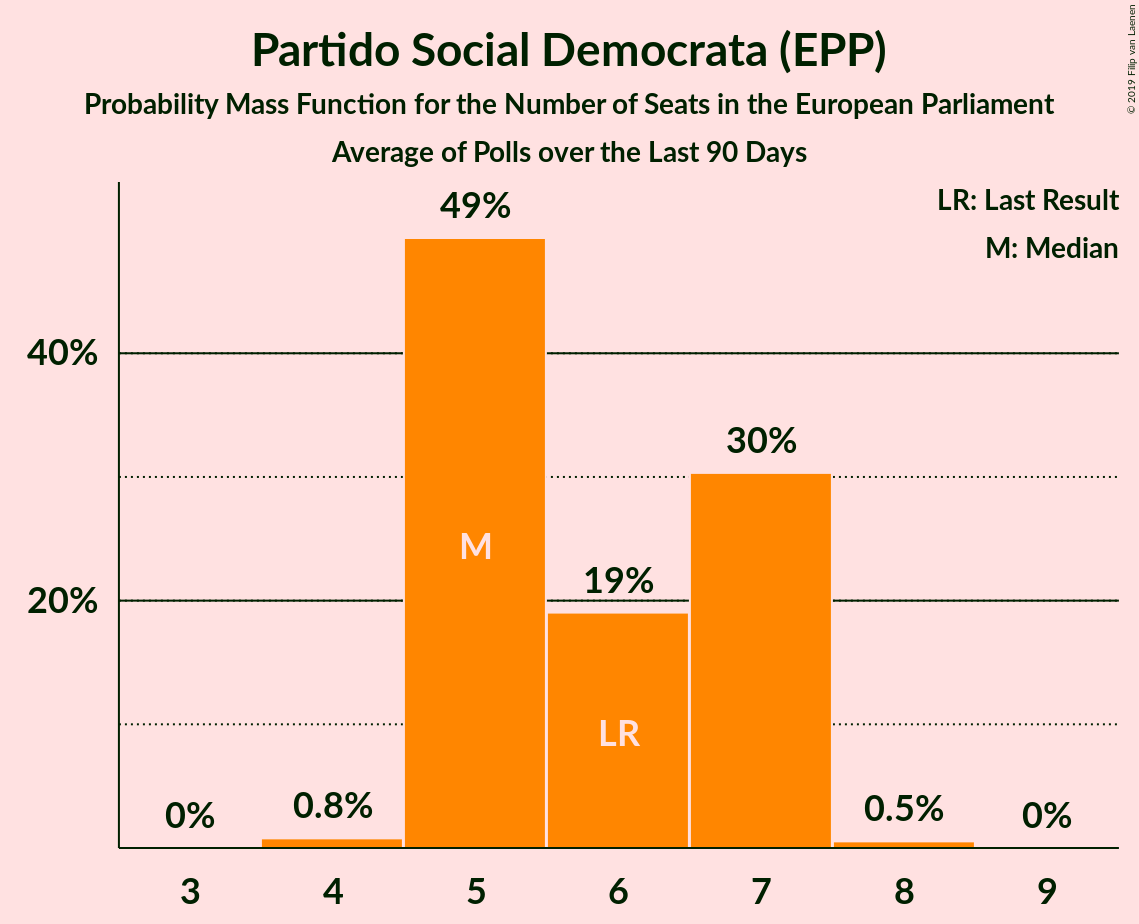 Partido Social Democrata (EPP)
Probability Mass Function for the Number of Seats in the European Parliament
Average of Polls over the Last 90 Days
© 2019 Filip van Laenen
LR: Last Result
M: Median
49%
40%
30%
M
19%
20%
LR
0%
0.8%
0.5%
0%
3
4
5
6
7
8
9